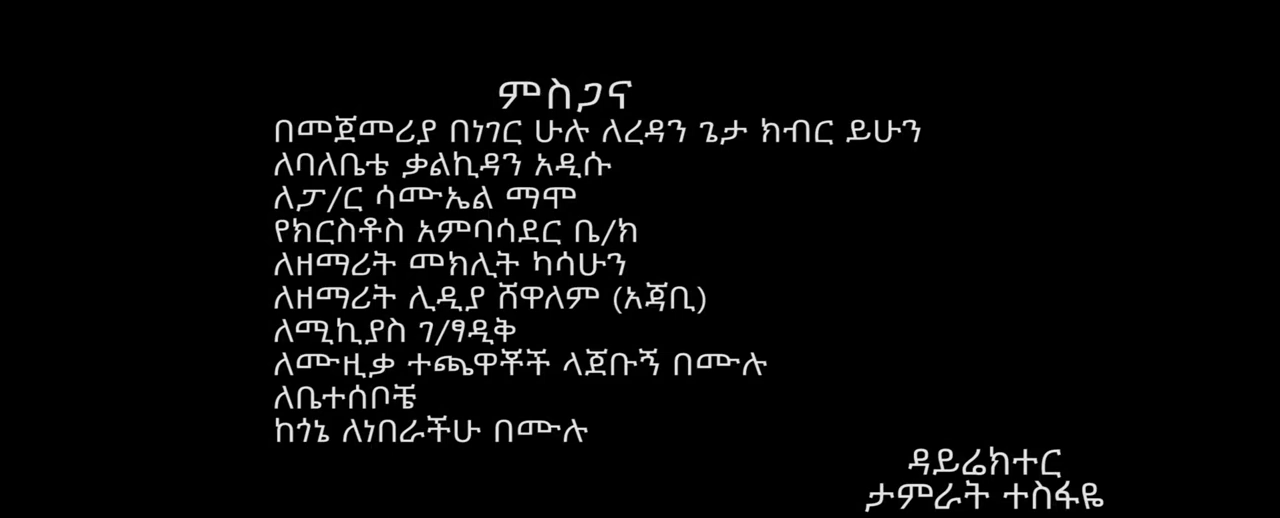 ምስጋና
በመጀመሪያ በነገር ሁሉ ለረዳን ጌታ ክብር ይሁን
ለባለቤቴ ቃልኪዳን አዲሱ
ለፓ/ር ሳሙኤል ማሞ
የክርስቶስ አምባሳደር ቤ/ክ
ለዘማሪት መክሊት ካሳሁን
ለዘማሪት ሊዲያ ሸዋለም (አጃቢ)
ለሚኪያስ ገ/ፃዲቅ
ለሙዚቃ ተጫዋቾች ላጀቡኝ በሙሉ
ለቤተሰቦቼ
ከጎኔ ለነበራችሁ በሙሉ
ዳይሬክተር
ታምራት ተስፋዬ